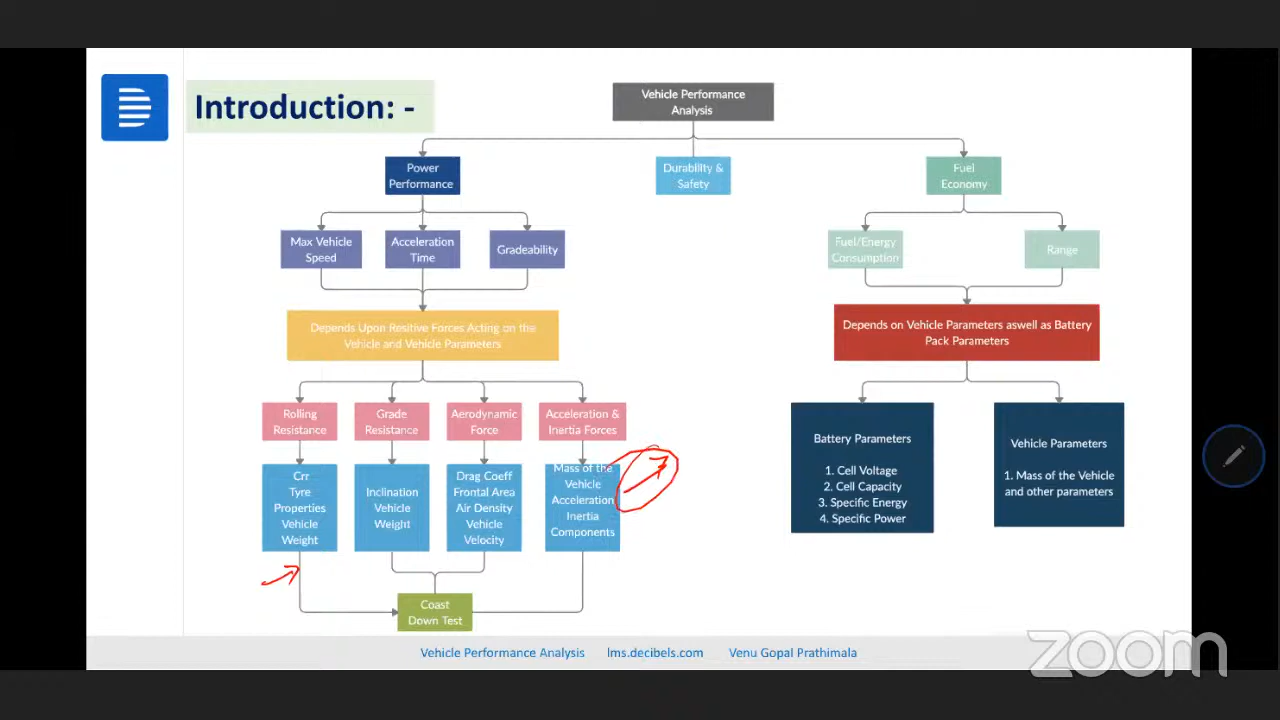 Introduction: -
Vehicle Performance
Analysis
Power
Performance
Durability &
Safety
Fuel
Economy
Max Vehicle
Speed
Acceleration
Time
Gradeability
Fuel/Energy
Consumption
Range
Depends Upon Resitive Forces Acting on the
Vehicle and Vehicle Parameters
Depends on Vehicle Parameters aswell as Battery
Pack Parameters
Rolling
Resistance
Grade
Resistance
Aerodynamic
Force
Acceleration &
Inertia Forces
Crr
Tyre
Properties
Vehicle
Weight
Inclination
Vehicle
Weight
Drag Coeff
Frontal Area
Air Density
Vehicle
Velocity
Mass of the
Vehicle
Acceleration
Inertia
Components
Battery Parameters
1. Cell Voltage
2. Cell Capacity
3. Specific Energy
4. Specific Power
Vehicle Parameters
1. Mass of the Vehicle
and other parameters
Coast
Down Test
Vehicle Performance Analysis lms.decibels.com Venu Gopal Prathimala
zoom